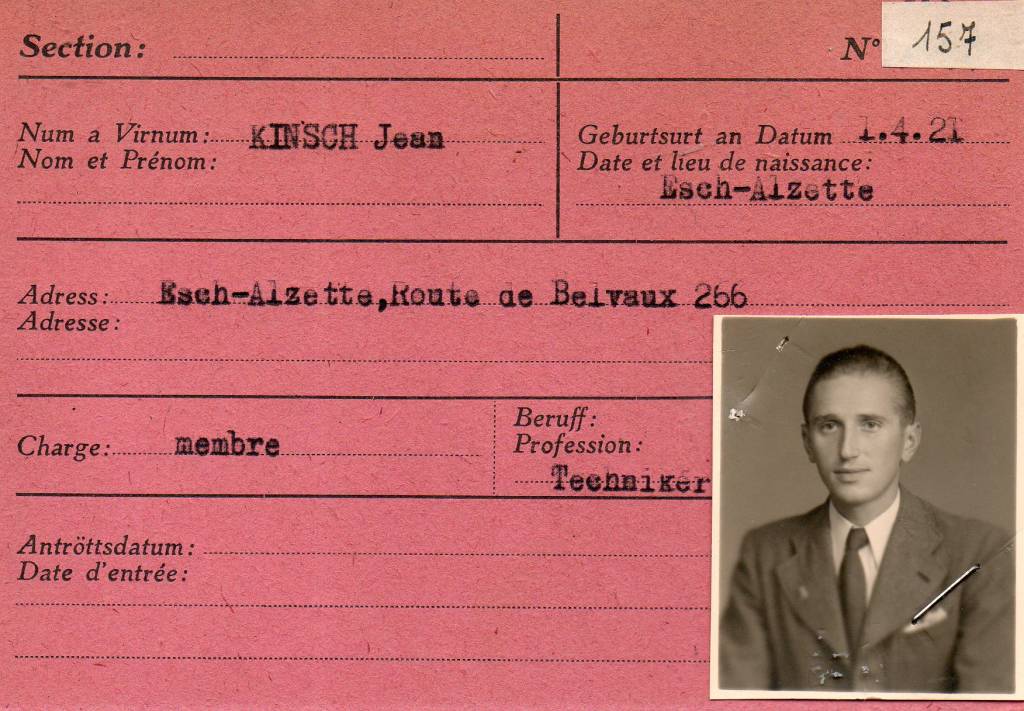 Section:
N° 157
Num a Virnum: KINSCH Jean
Nom et Prénom:
Geburtsurt an Datum 1.4.21
Date et lieu de naissance:
Esch-Alzette
Adress: Esch-Alzette,Route de Belvaux 266
Adresse:
Charge: membre
Beruff:
Profession:
Techniker
Antröttsdatum:
Date d'entrée: